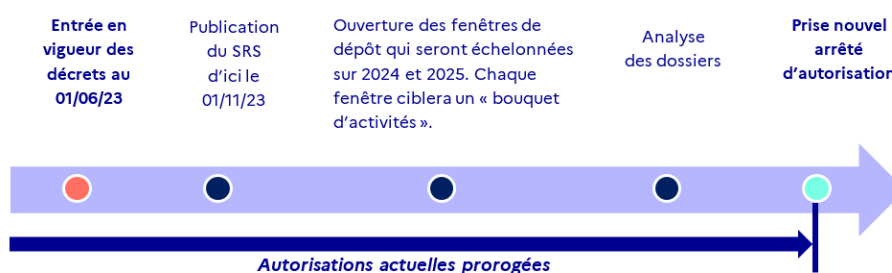 Entrée en
vigueur des
décrets au
01/06/23
Publication
du SRS
d'ici le
01/11/23
Ouverture des fenêtres de
dépôt qui seront échelonnées
sur 2024 et 2025. Chaque
fenêtre ciblera un « bouquet
d'activités ».
Analyse
des dossiers
Prise nouvel
arrêté
d'autorisation
Autorisations actuelles prorogées